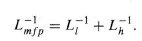 $L_{mfp}^{-1} = L_l^{-1} + L_h^{-1}.$